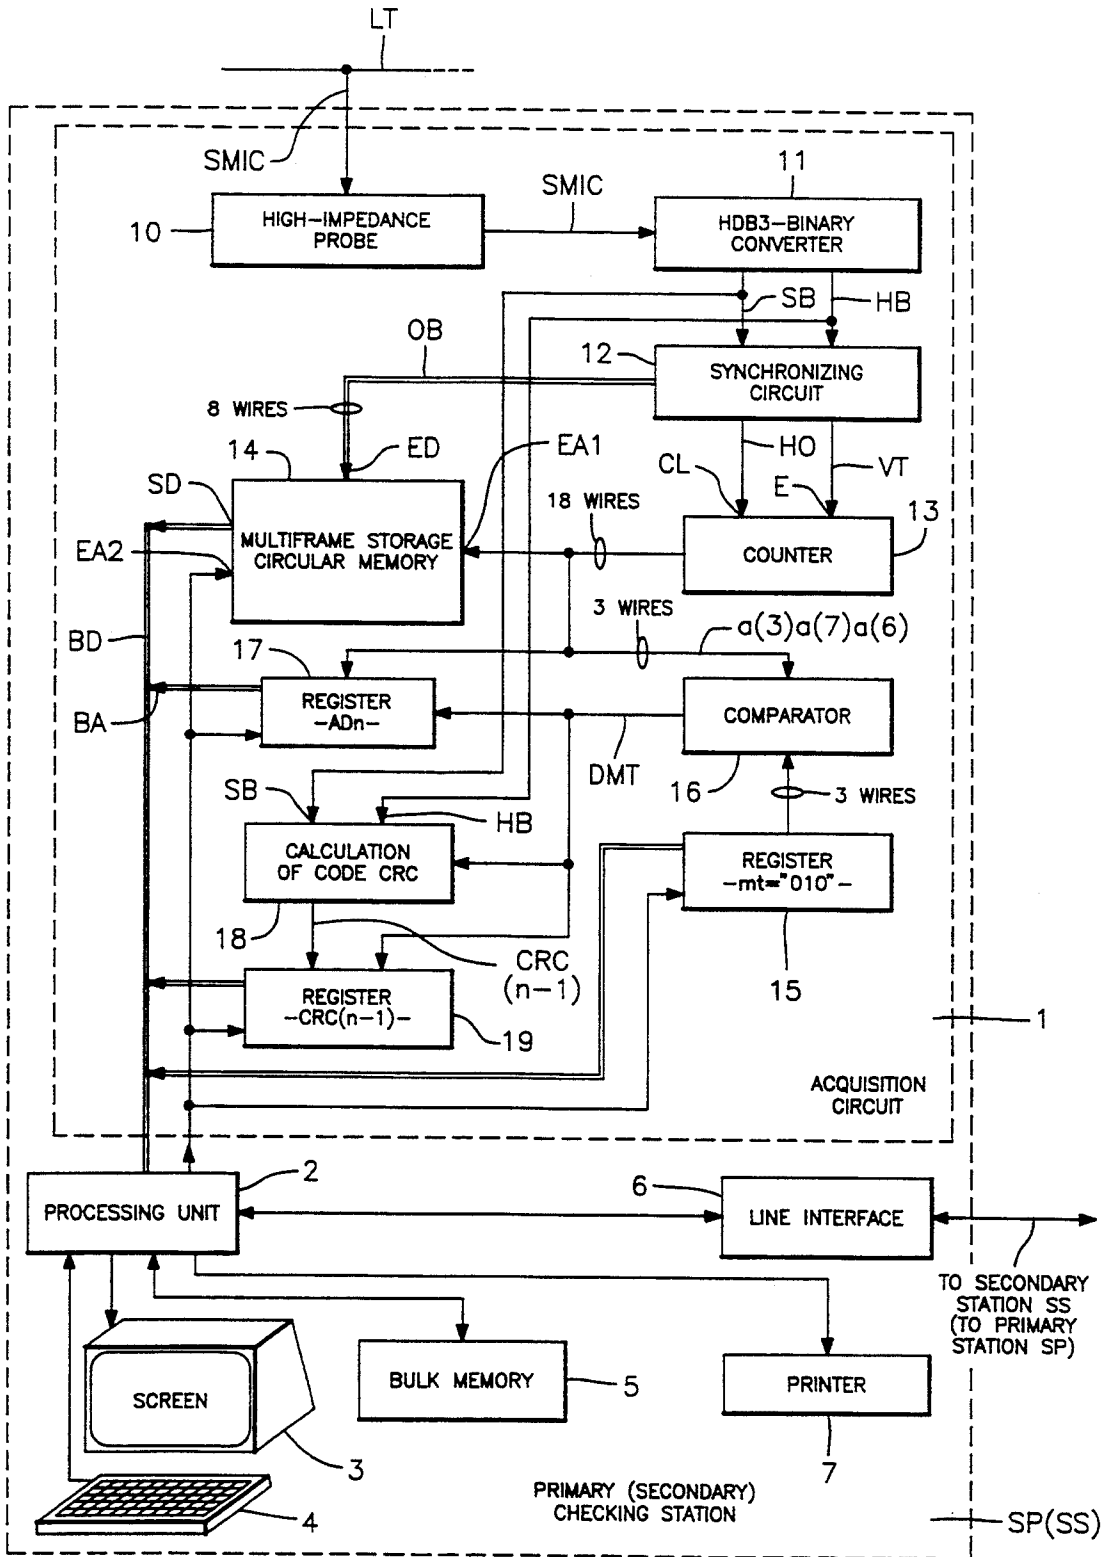 LT
SMIC
SMIC
11
10
HIGH-IMPEDANCE
PROBE
HDB3-BINARY
CONVERTER
SB
HB
OB
12
SYNCHRONIZING
CIRCUIT
8 WIRES
ED
EA1
HO
VT
14
CL
E
SD
18 WIRES
13
MULTIFRAME STORAGE
CIRCULAR MEMORY
COUNTER
EA2
3 WIRES
a(3)a(7)a(6)
BD
17
REGISTER
-ADn-
COMPARATOR
BA
DMT
16
SB
HB
3 WIRES
CALCULATION
OF CODE CRC
REGISTER
-mt="010"-
18
CRC
(n-1)
15
REGISTER
-CRC(n-1)-
19
1
ACQUISITION
CIRCUIT
2
6
PROCESSING UNIT
LINE INTERFACE
TO SECONDARY
STATION SS
(TO PRIMARY
STATION SP)
SCREEN
BULK MEMORY
5
PRINTER
3
7
4
PRIMARY (SECONDARY)
CHECKING STATION
SP(SS)